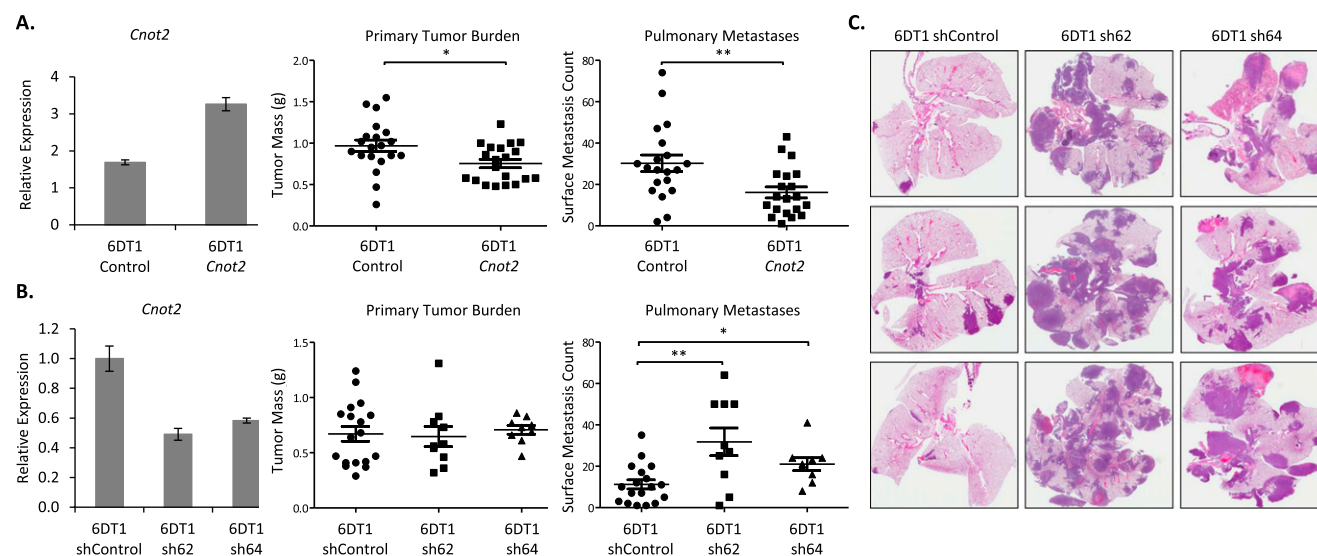 A.
Cnot2
Relative Expression
4
3
2
1
0
6DT1
Control
6DT1
Cnot2
Primary Tumor Burden
*
Tumor Mass (g)
2.0
1.5
1.0
0.5
0.0
6DT1
Control
6DT1
Cnot2
Pulmonary Metastases
**
Surface Metastasis Count
80
60
40
20
0
6DT1
Control
6DT1
Cnot2
B.
Cnot2
Relative Expression
1.2
1.0
0.8
0.6
0.4
0.2
0.0
6DT1
shControl
6DT1
sh62
6DT1
sh64
Primary Tumor Burden
Tumor Mass (g)
1.5
1.0
0.5
0.0
6DT1
shControl
6DT1
sh62
6DT1
sh64
Pulmonary Metastases
*
**
Surface Metastasis Count
80
60
40
20
0
6DT1
shControl
6DT1
sh62
6DT1
sh64
C.
6DT1 shControl
6DT1 sh62
6DT1 sh64